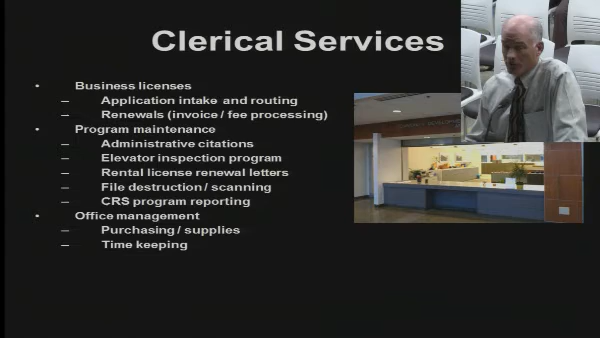 Clerical Services
• Business licenses
– Application intake and routing
– Renewals (invoice / fee processing)
• Program maintenance
– Administrative citations
– Elevator inspection program
– Rental license renewal letters
– File destruction / scanning
– CRS program reporting
• Office management
– Purchasing / supplies
– Time keeping